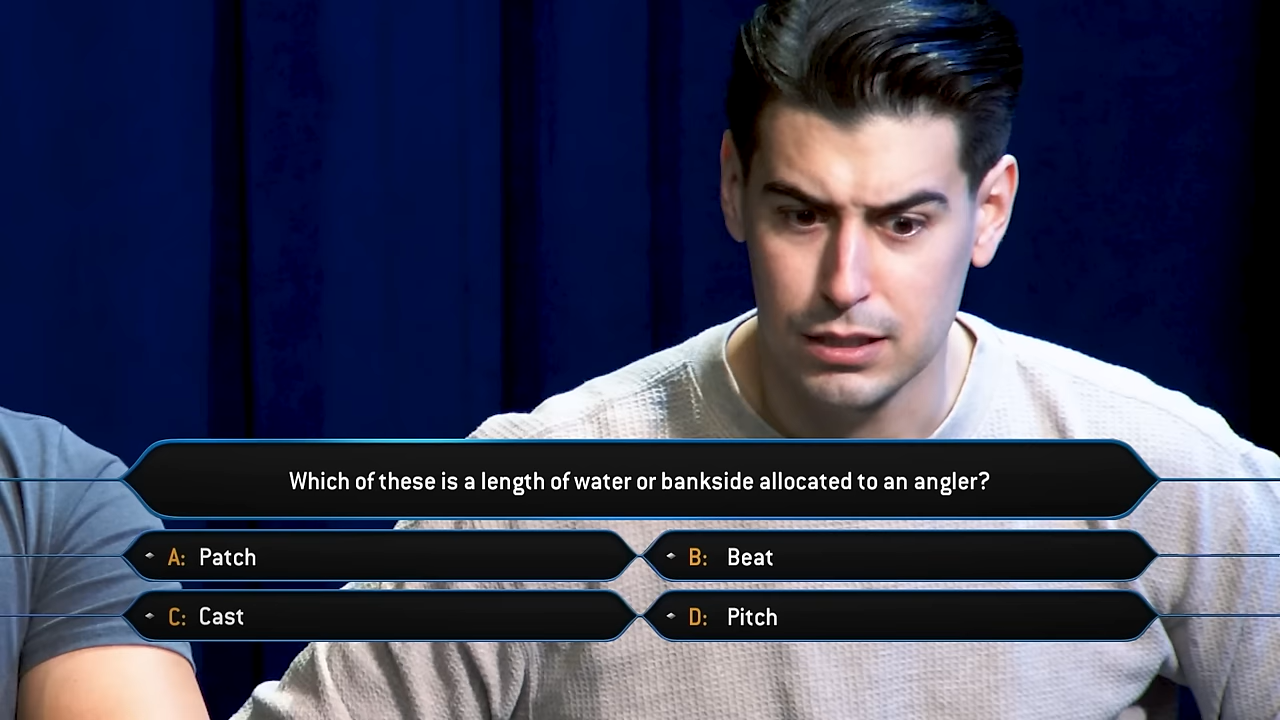 Which of these is a length of water or bankside allocated to an angler?
A: Patch
B: Beat
C: Cast
D: Pitch